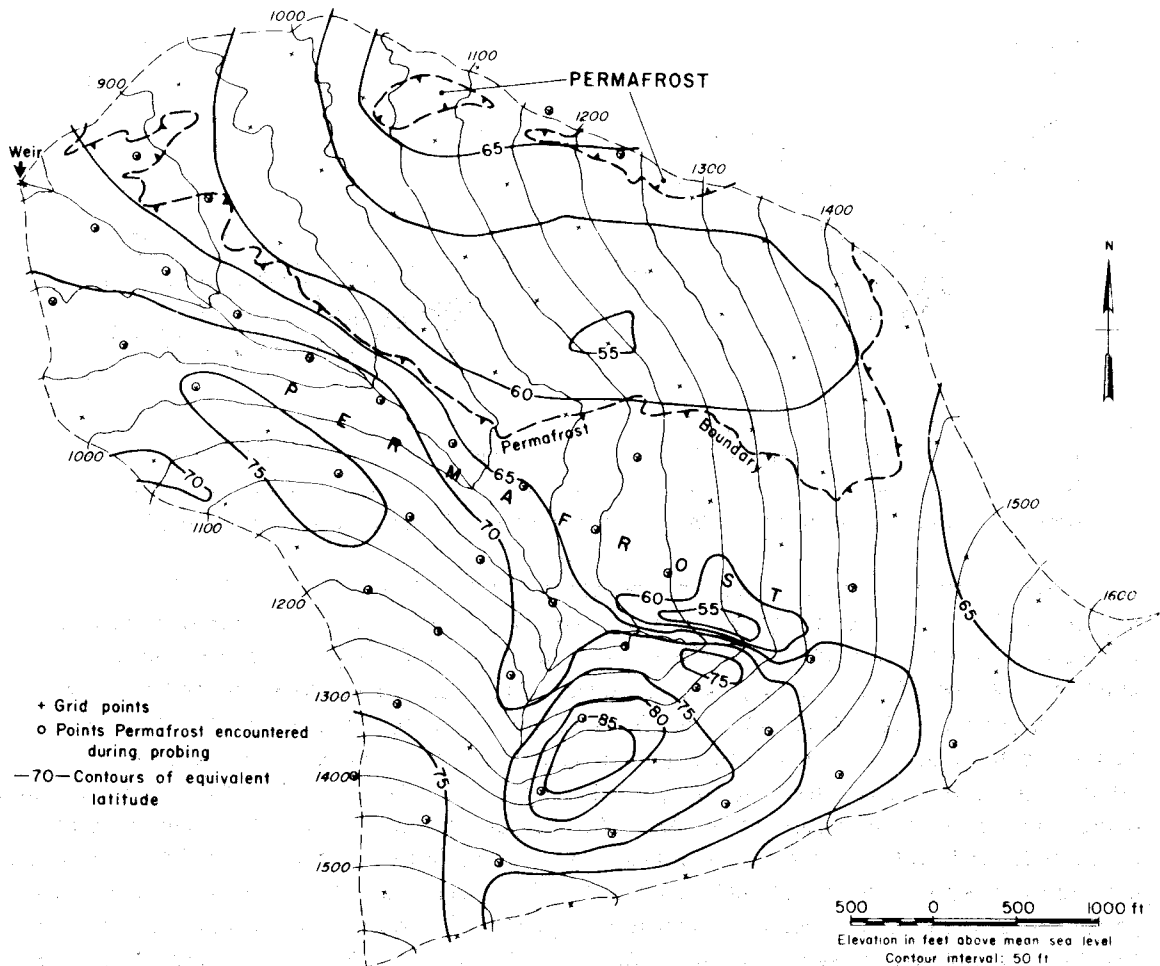 1000
1100
900
PERMAFROST
1200
Weir
65
1300
1400
N
55
60
PERMAFROST
Permafrost Boundary
1000
70
75
65
1100
70
1500
60
55
1600
65
1200
75
1300
85
80
75
+ Grid points
o Points Permafrost encountered
during probing
—70—Contours of equivalent
latitude
1400
75
1500
500 0 500 1000 ft
Elevation in feet above mean sea level
Contour interval: 50 ft